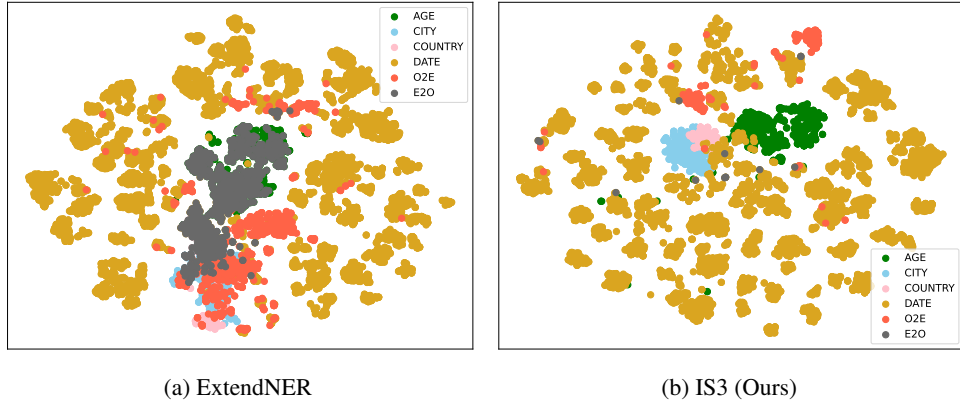 AGE
CITY
COUNTRY
DATE
O2E
E2O
AGE
CITY
COUNTRY
DATE
O2E
E2O
(a) ExtendNER
(b) IS3 (Ours)